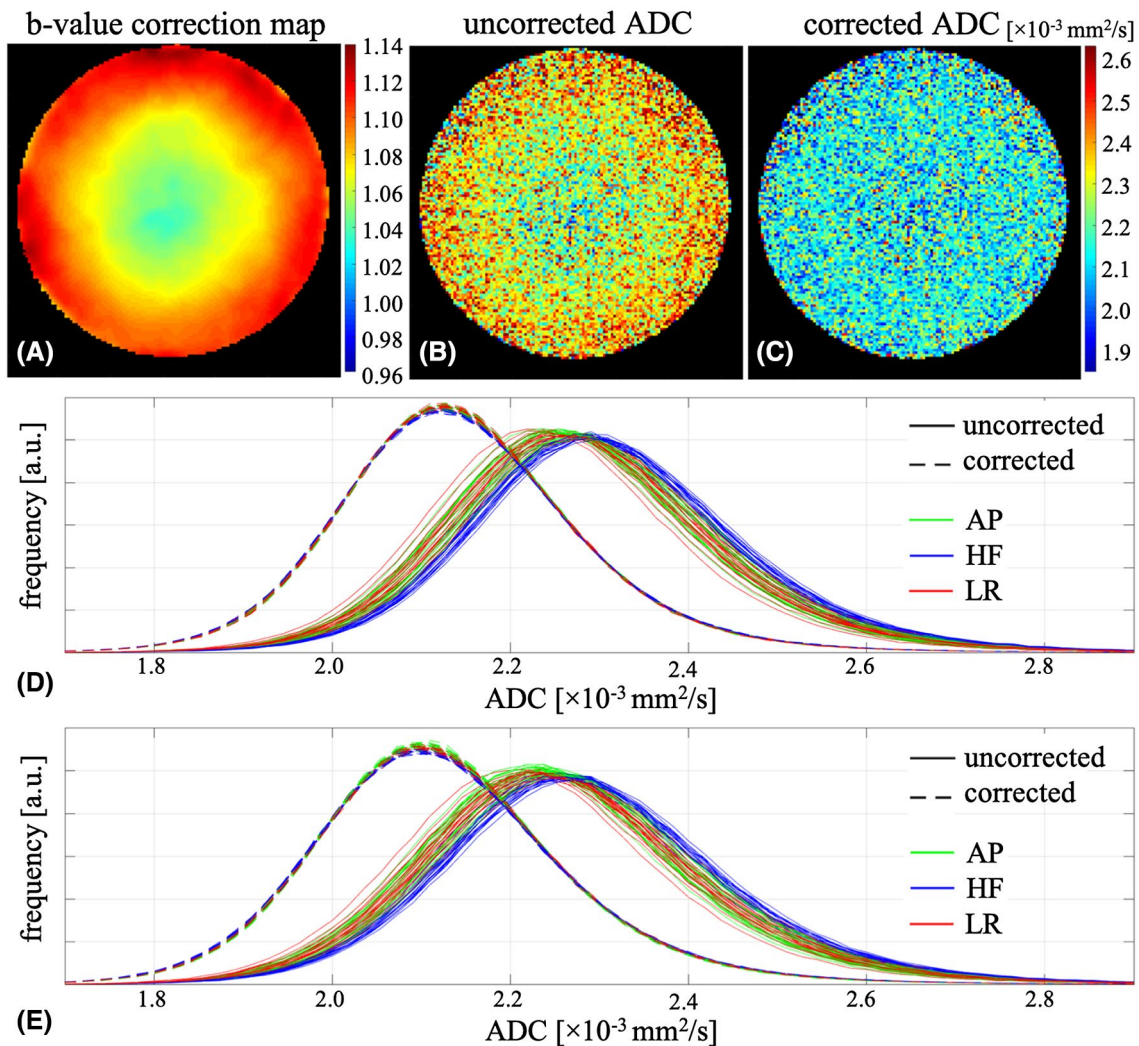 b-value correction map
uncorrected ADC
corrected ADC [×10⁻³ mm²/s]
1.14
1.12
1.10
1.08
1.06
1.04
1.02
1.00
0.98
0.96
2.6
2.5
2.4
2.3
2.2
2.2
2.0
1.9
(A)
(B)
(C)
frequency [a.u.]
uncorrected
corrected
AP
HF
LR
1.8
2.0
2.2
2.4
2.6
2.8
(D)
ADC [×10⁻³ mm²/s]
frequency [a.u.]
uncorrected
corrected
AP
HF
LR
1.8
2.0
2.2
2.4
2.6
2.8
(E)
ADC [×10⁻³ mm²/s]